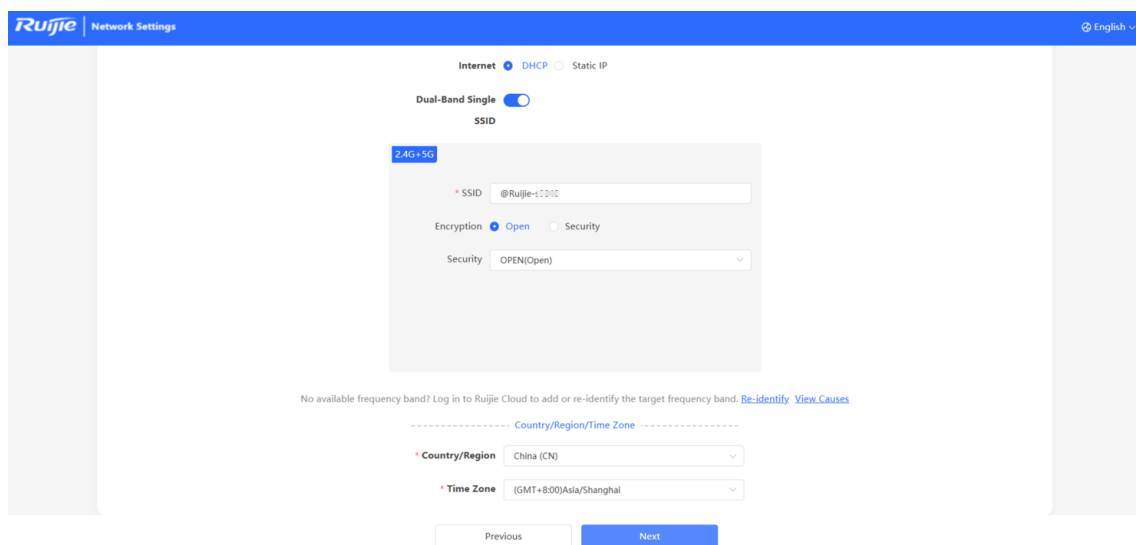 Ruijie | Network Settings English
Internet DHCP Static IP
Dual-Band Single
SSID
2.4G+5G
* SSID @Ruijie-
Encryption Open Security
Security OPEN(Open)
No available frequency band? Log in to Ruijie Cloud to add or re-identify the target frequency band. Re-identify View Causes
Country/Region/Time Zone
* Country/Region China (CN)
* Time Zone (GMT+8:00)Asia/Shanghai
Previous Next